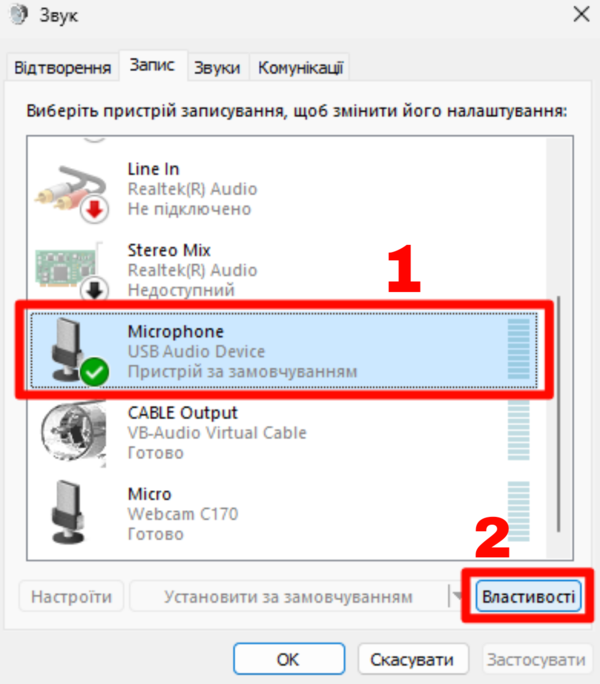 Звук
Відтворення Запис Звуки Комунікації
Виберіть пристрій записування, щоб змінити його налаштування:
Line In
Realtek(R) Audio
Не підключено
Stereo Mix
Realtek(R) Audio
Недоступний
1
Microphone
USB Audio Device
Пристрій за замовчуванням
CABLE Output
VB-Audio Virtual Cable
Готово
Micro
Webcam C170
Готово
2
Настроїти Установити за замовчуванням Властивості
ОК Скасувати Застосувати